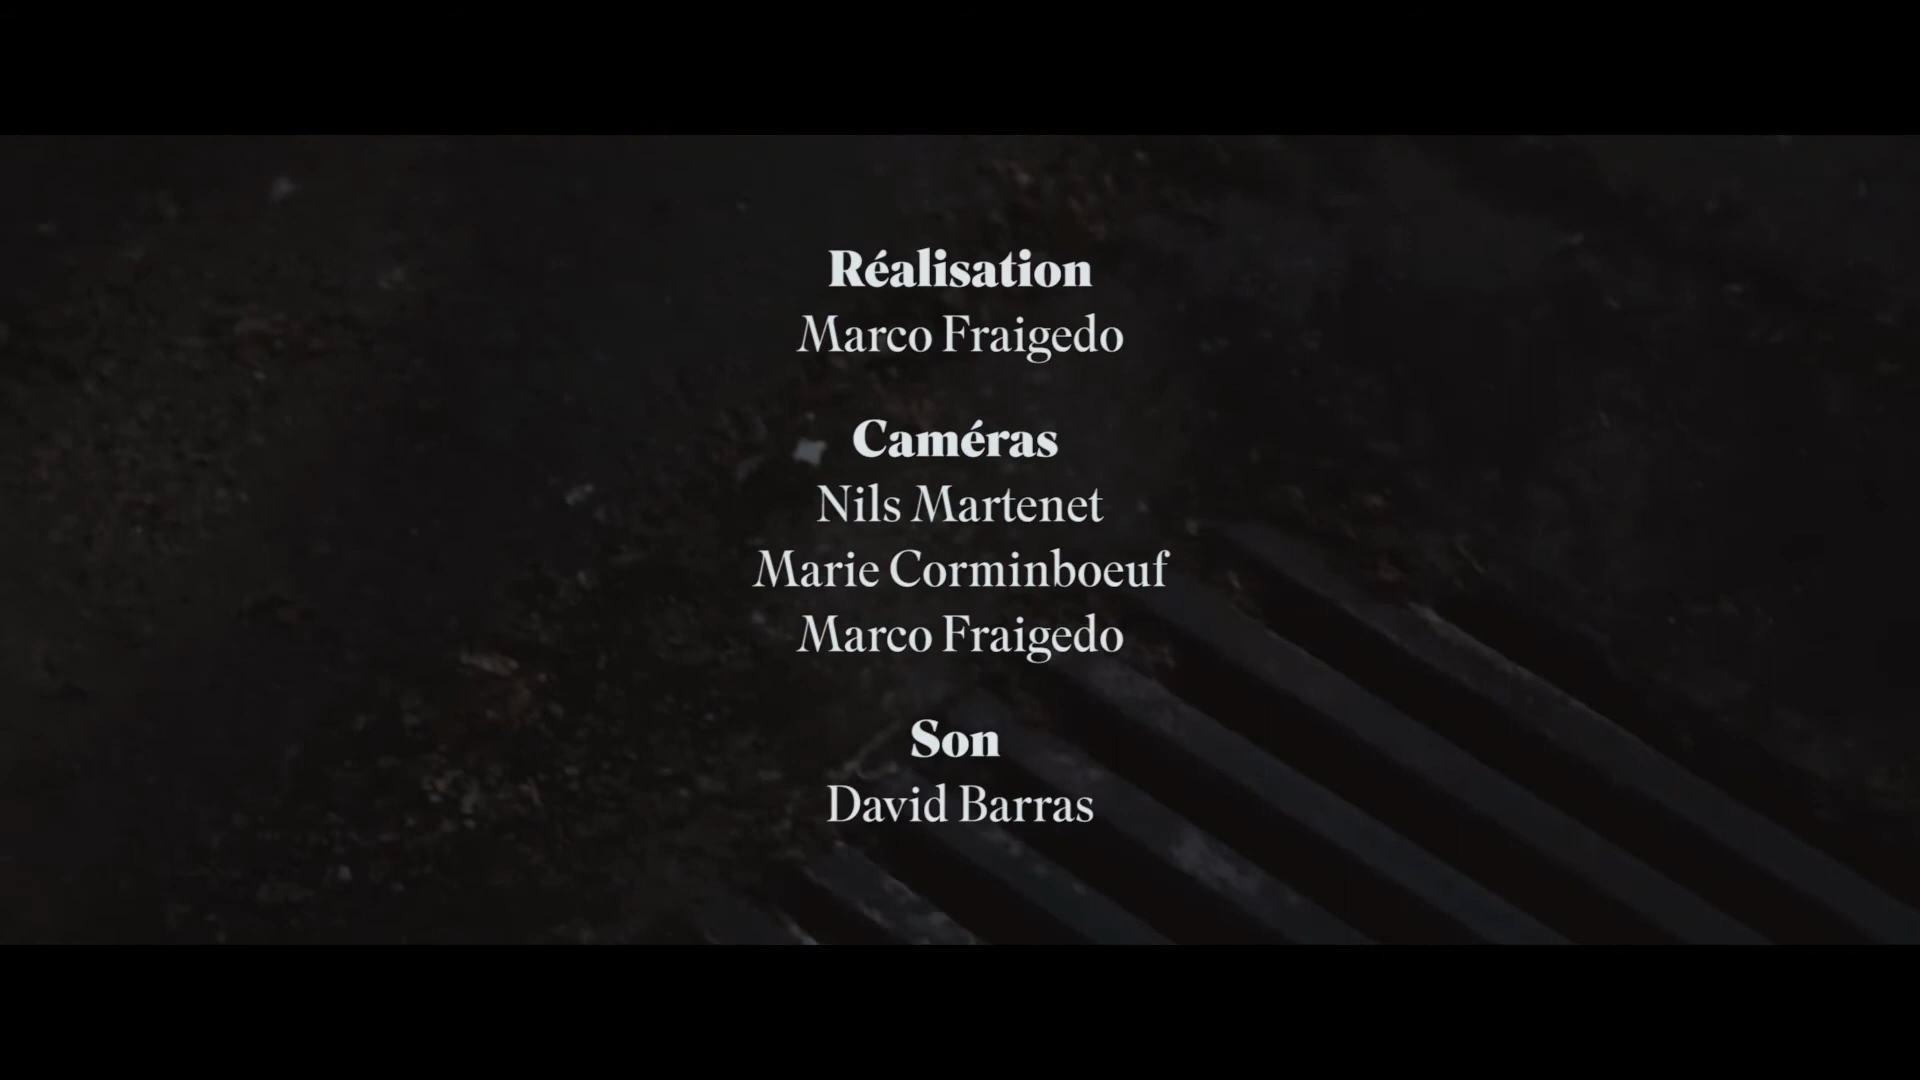 Réalisation
Marco Fraigedo
Caméras
Nils Martenet
Marie Corminboeuf
Marco Fraigedo
Son
David Barras